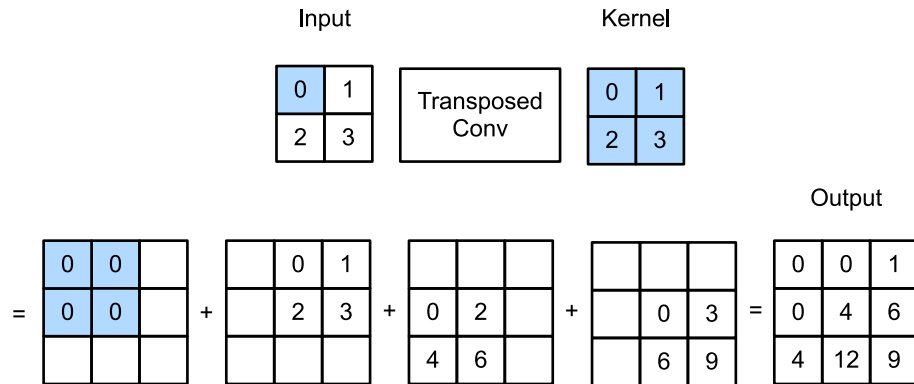 Input Kernel
0 1 Transposed Conv 0 1
2 3 2 3
Output
0 0 0 1 0 0 1
= 0 0 + 2 3 + 0 2 + 0 3 = 0 4 6
4 6 6 9 4 12 9